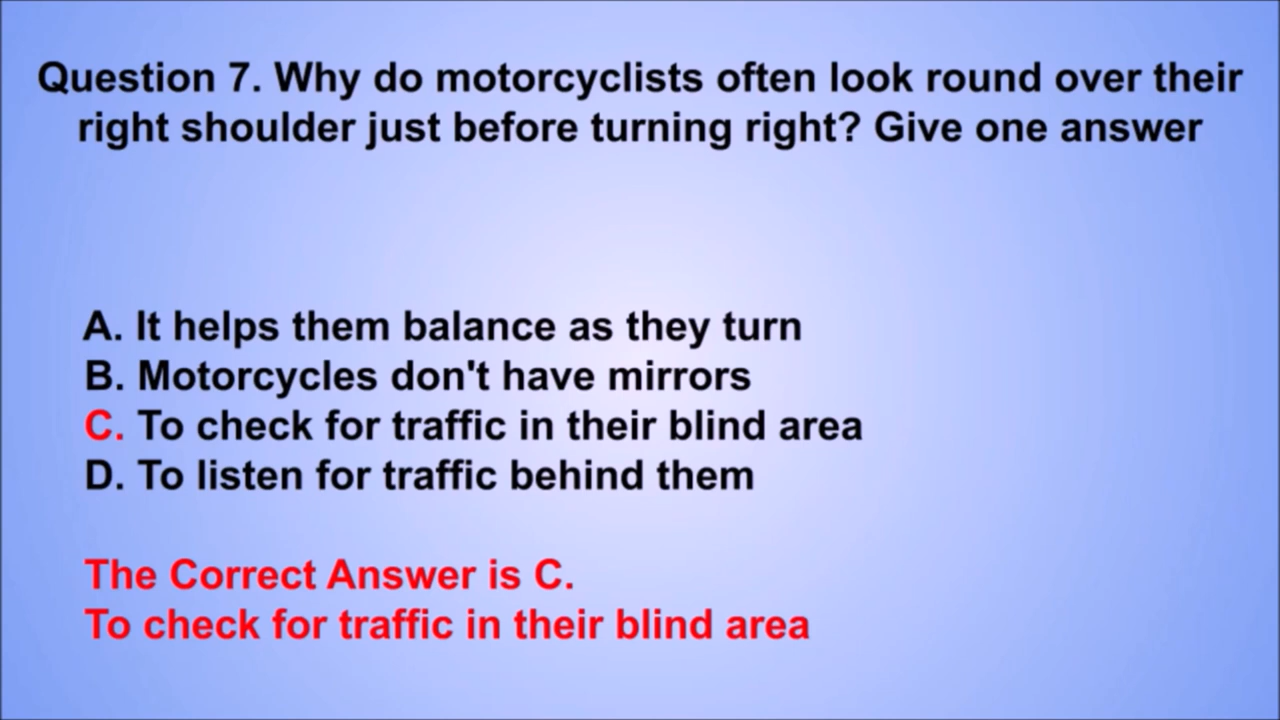 Question 7. Why do motorcyclists often look round over their
right shoulder just before turning right? Give one answer
A. It helps them balance as they turn
B. Motorcycles don't have mirrors
C. To check for traffic in their blind area
D. To listen for traffic behind them
The Correct Answer is C.
To check for traffic in their blind area